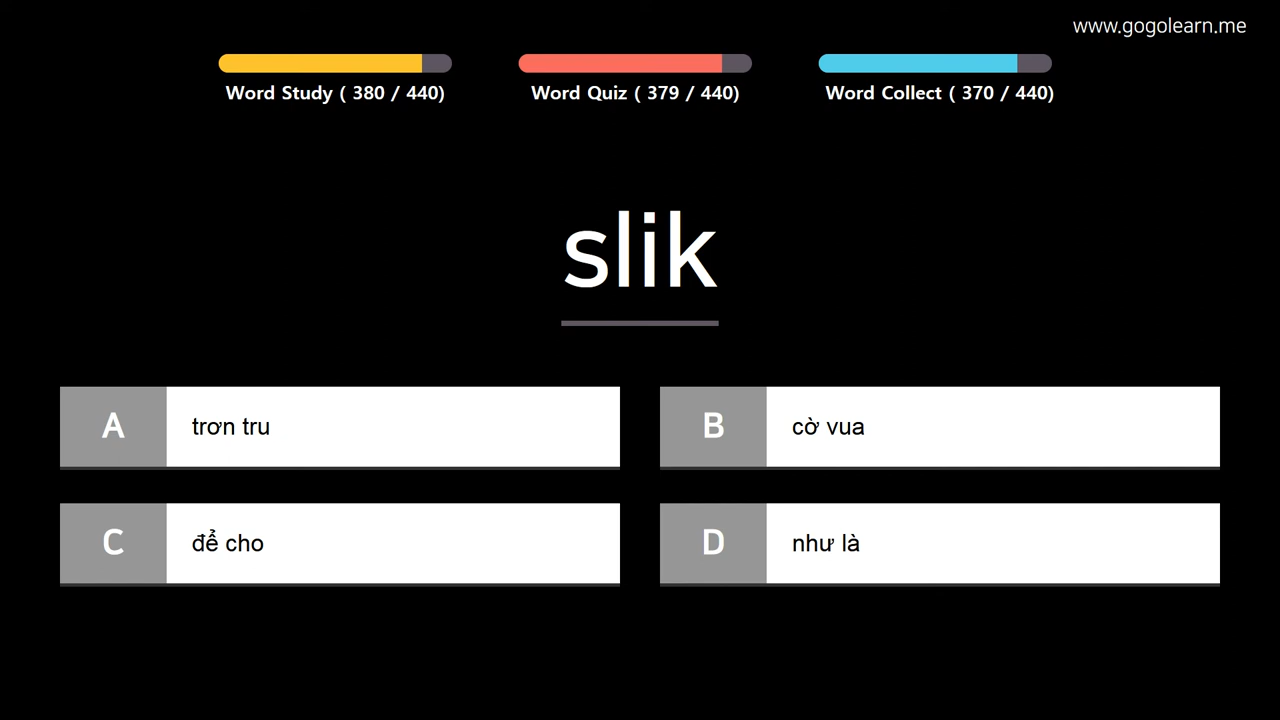 www.gogolearn.me
Word Study ( 380 / 440)
Word Quiz ( 379 / 440)
Word Collect ( 370 / 440)
slik
A trơn tru
B cờ vua
C để cho
D như là